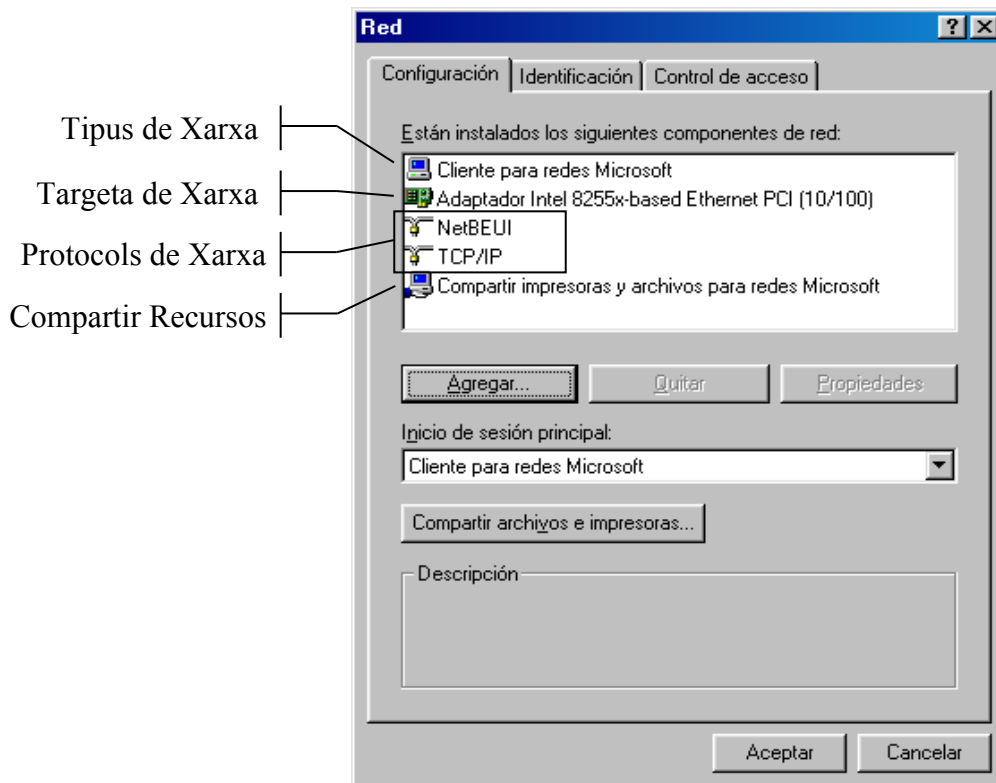 Red
Configuración Identificación Control de acceso
Tipus de Xarxa
Targeta de Xarxa
Protocols de Xarxa
Compartir Recursos
Están instalados los siguientes componentes de red:
Cliente para redes Microsoft
Adaptador Intel 8255x-based Ethernet PCI (10/100)
NetBEUI
TCP/IP
Compartir impresoras y archivos para redes Microsoft
Agregar... Quitar Propiedades
Inicio de sesión principal:
Cliente para redes Microsoft
Compartir archivos e impresoras...
Descripción
Aceptar Cancelar